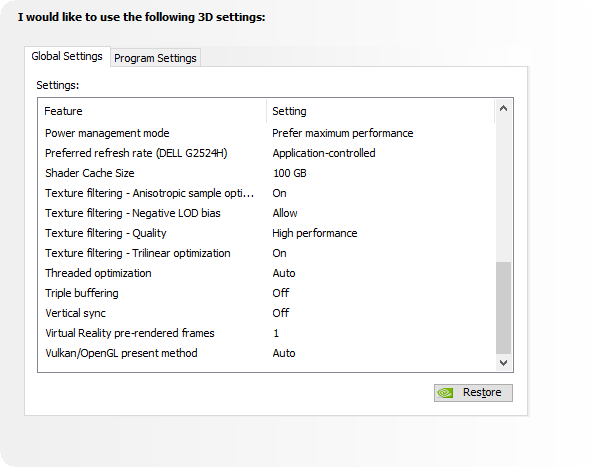 I would like to use the following 3D settings:
Global Settings Program Settings
Settings:
Feature Setting
Power management mode Prefer maximum performance
Preferred refresh rate (DELL G2524H) Application-controlled
Shader Cache Size 100 GB
Texture filtering - Anisotropic sample opti... On
Texture filtering - Negative LOD bias Allow
Texture filtering - Quality High performance
Texture filtering - Trilinear optimization On
Threaded optimization Auto
Triple buffering Off
Vertical sync Off
Virtual Reality pre-rendered frames 1
Vulkan/OpenGL present method Auto
Restore